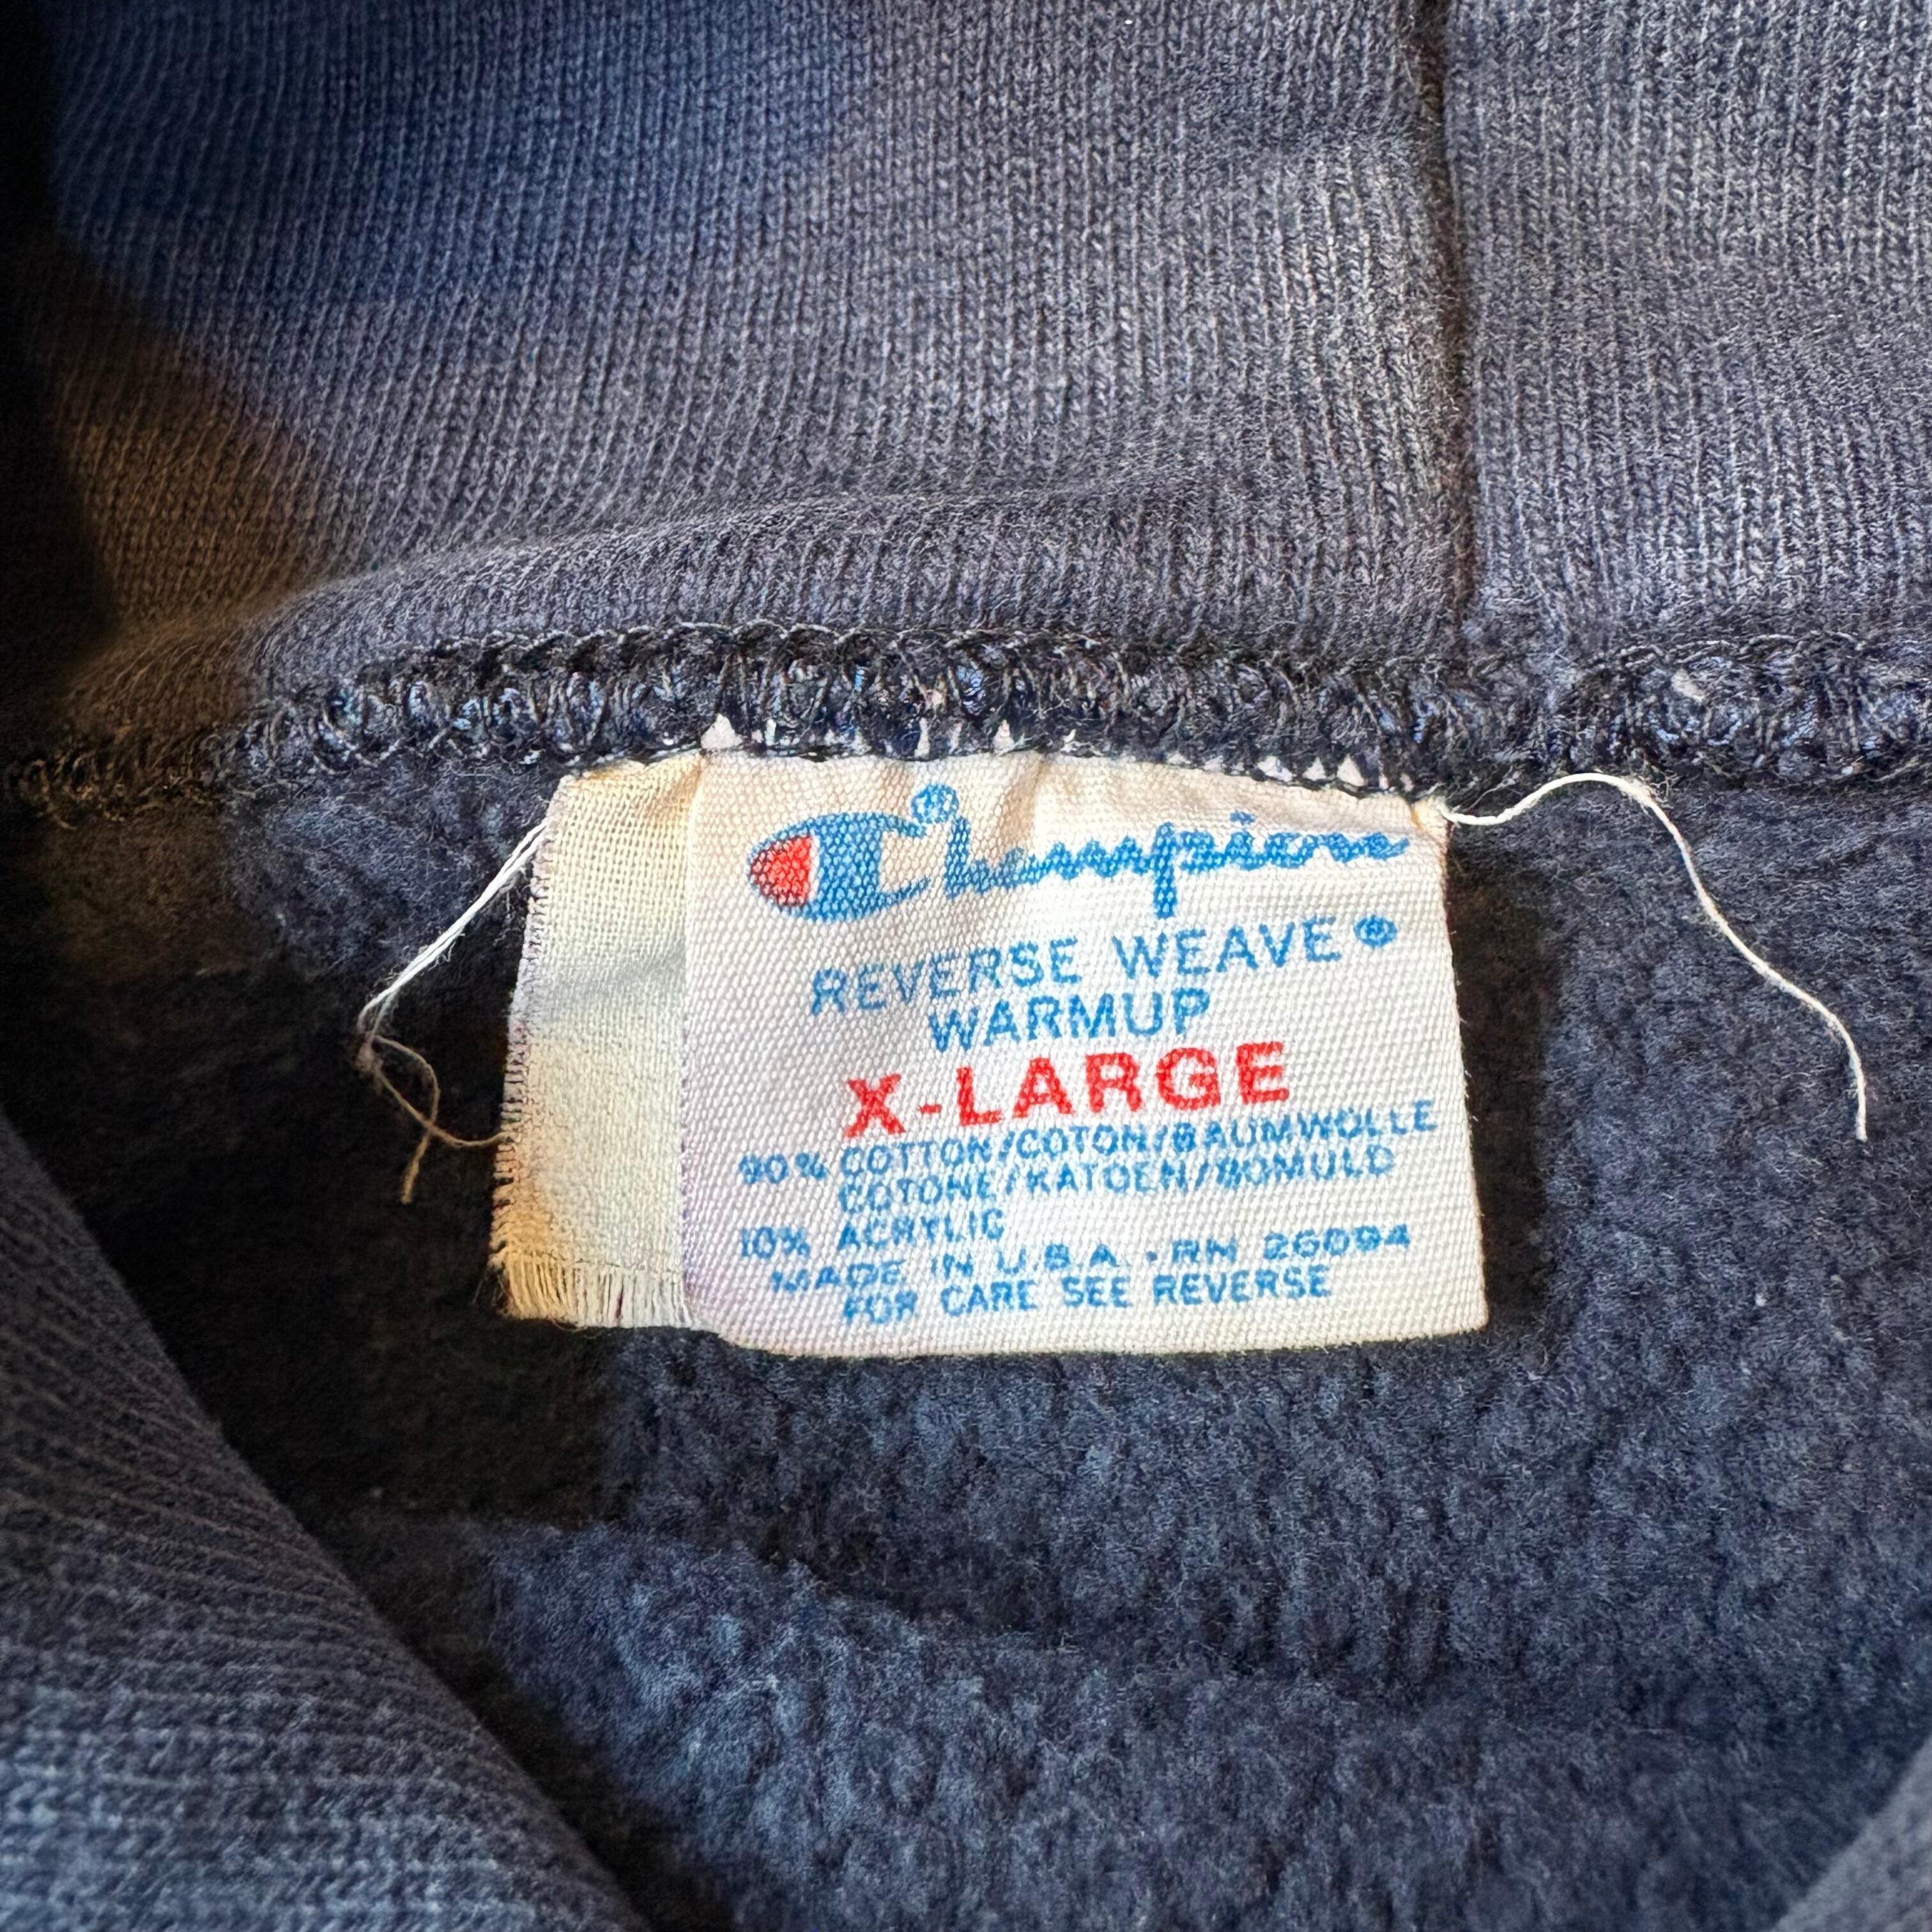 Champion®
REVERSE WEAVE®
WARMUP
X-LARGE
90% COTTON/COTON/BAUMWOLLE
COTONE/KATOEN/BOMULD
10% ACRYLIC
MADE IN U.S.A. · RN 26094
FOR CARE SEE REVERSE